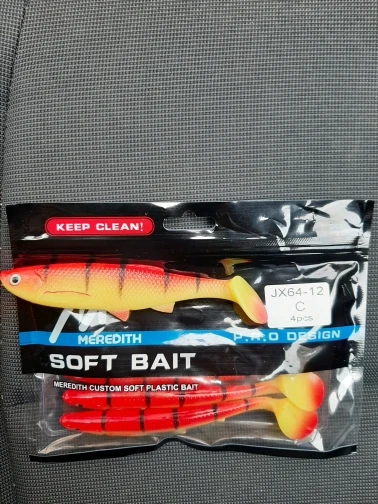 KEEP CLEAN!
JX64-12
C
4pcs
MEREDITH
P.R.O DESIGN
SOFT BAIT
MEREDITH CUSTOM SOFT PLASTIC BAIT